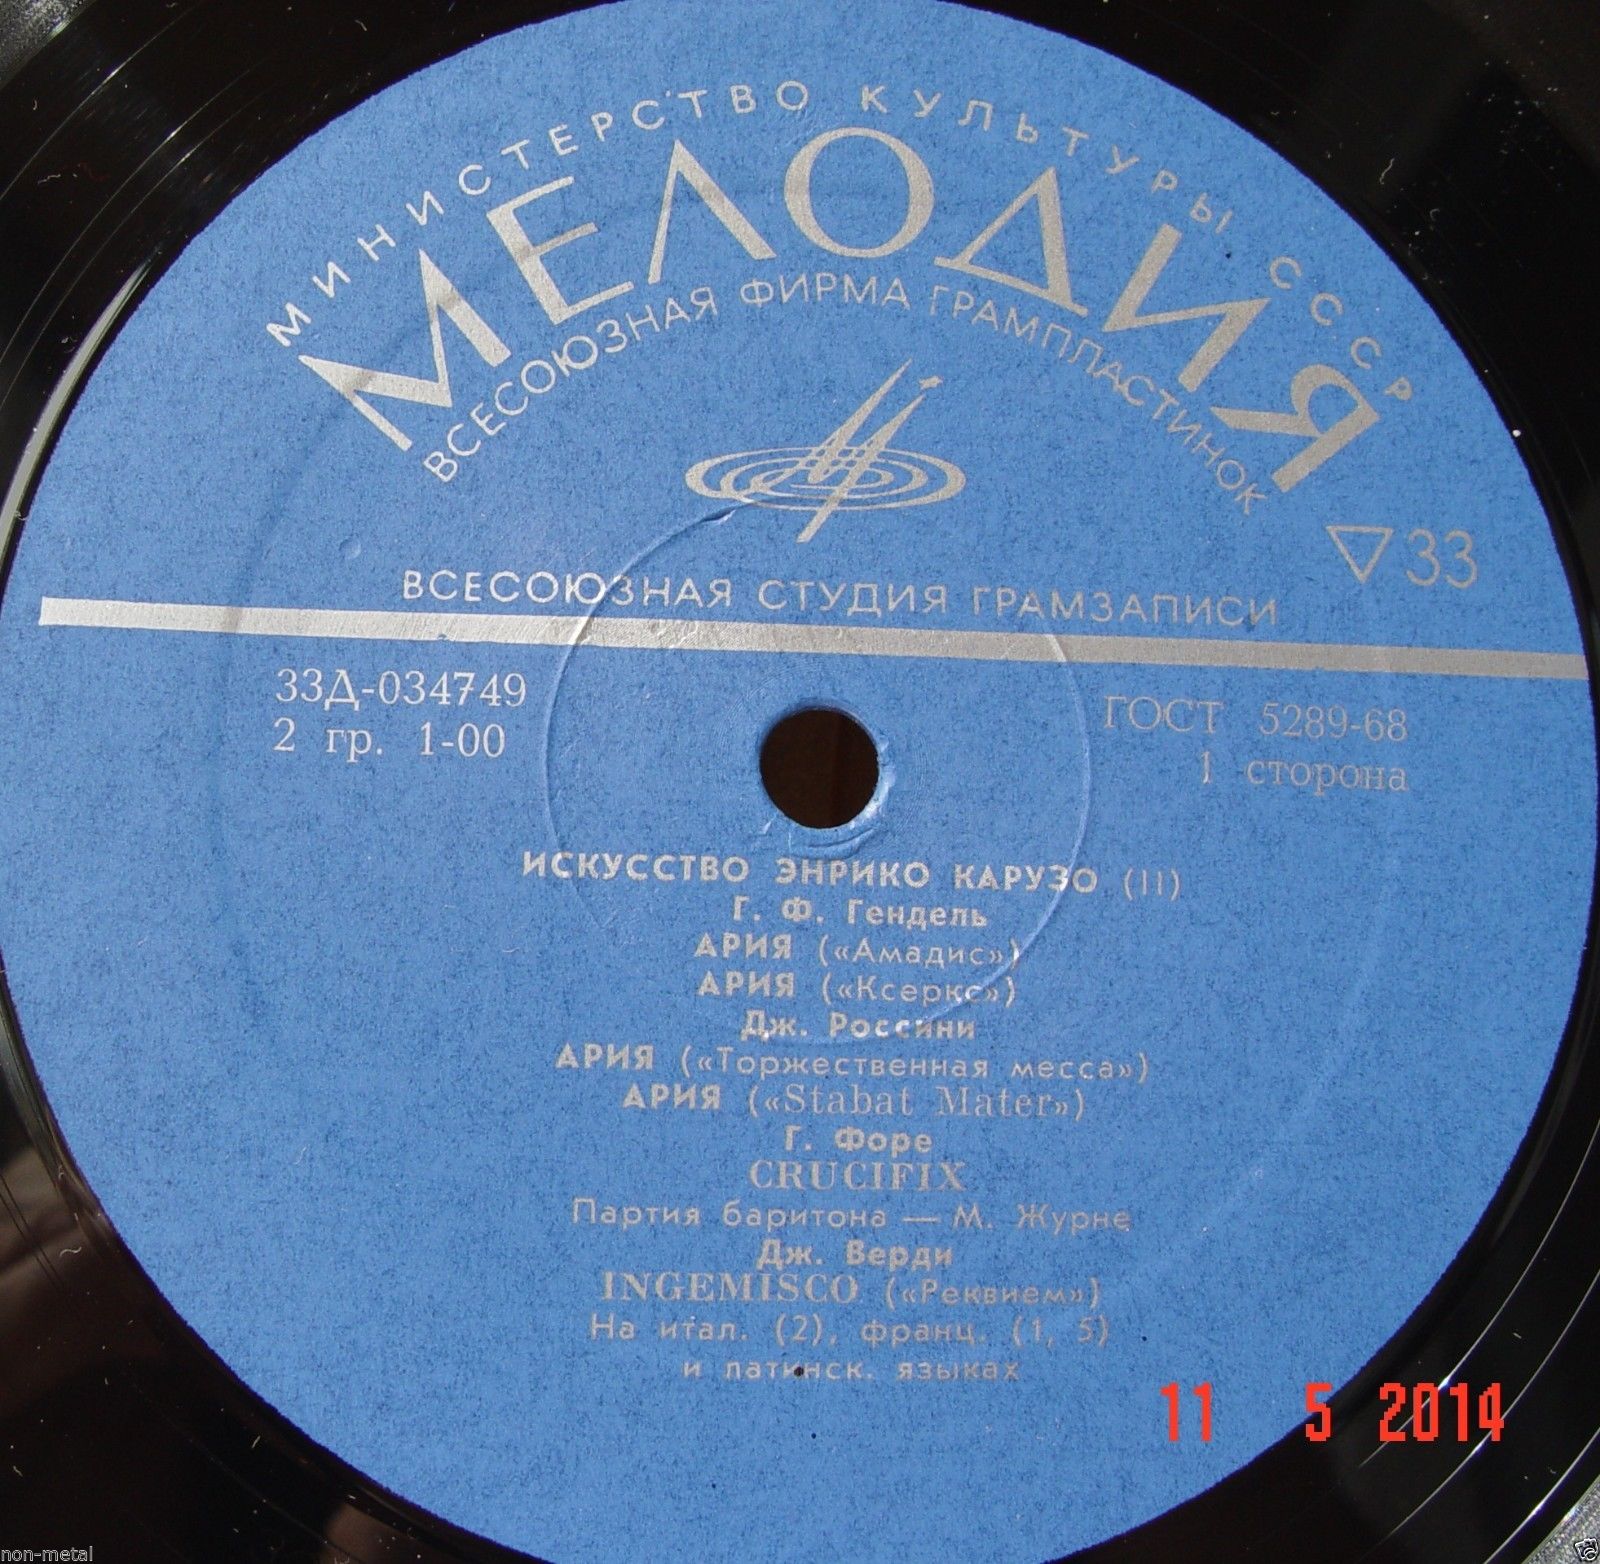 МИНИСТЕРСТВО КУЛЬТУРЫ СССР
МЕЛОДИЯ
ВСЕСОЮЗНАЯ ФИРМА ГРАМПЛАСТИНОК
▽33
ВСЕСОЮЗНАЯ СТУДИЯ ГРАМЗАПИСИ
33Д-034749
2 гр. 1-00
ГОСТ 5289-68
1 сторона
ИСКУССТВО ЭНРИКО КАРУЗО (II)
Г. Ф. Гендель
АРИЯ («Амадис»)
АРИЯ («Ксеркс»)
Дж. Россини
АРИЯ («Торжественная месса»)
АРИЯ («Stabat Mater»)
Г. Форе
CRUCIFIX
Партия баритона — М. Журне
Дж. Верди
INGEMISCO («Реквием»)
На итал. (2), франц. (1, 5)
и латинск. языках
11 5 2014
non-metal